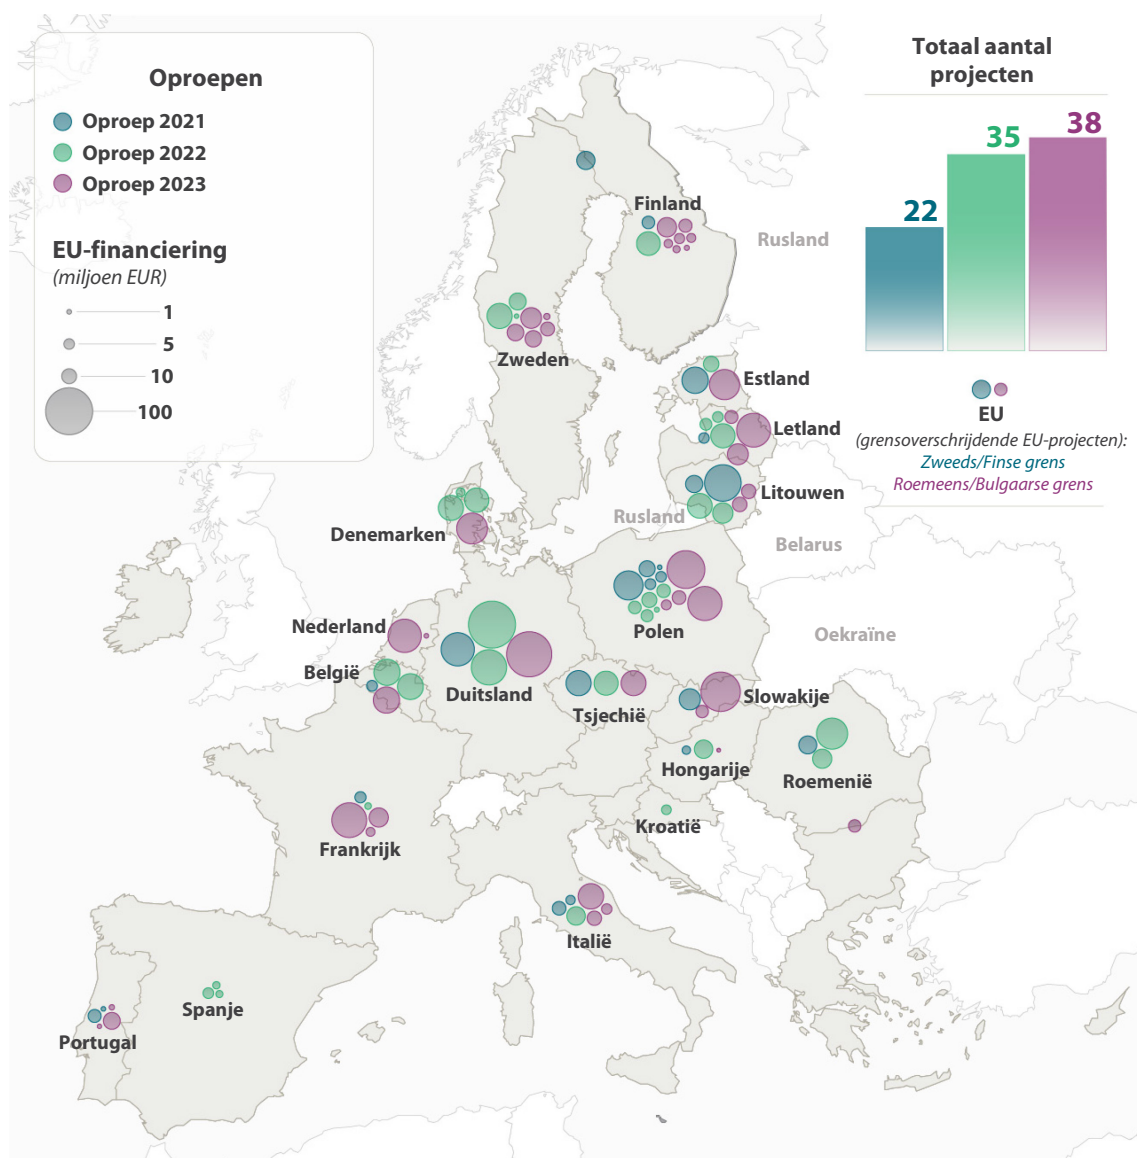 Oproepen
Oproep 2021
Oproep 2022
Oproep 2023
EU-financiering
(miljoen EUR)
1
5
10
100
Totaal aantal
projecten
22
35
38
EU
(grensoverschrijdende EU-projecten):
Zweeds/Finse grens
Roemeens/Bulgaarse grens
Finland
Rusland
Zweden
Estland
Letland
Litouwen
Rusland
Denemarken
Belarus
Nederland
Polen
Oekraïne
België
Duitsland
Tsjechië
Slowakije
Hongarije
Roemenië
Kroatië
Frankrijk
Italië
Spanje
Portugal